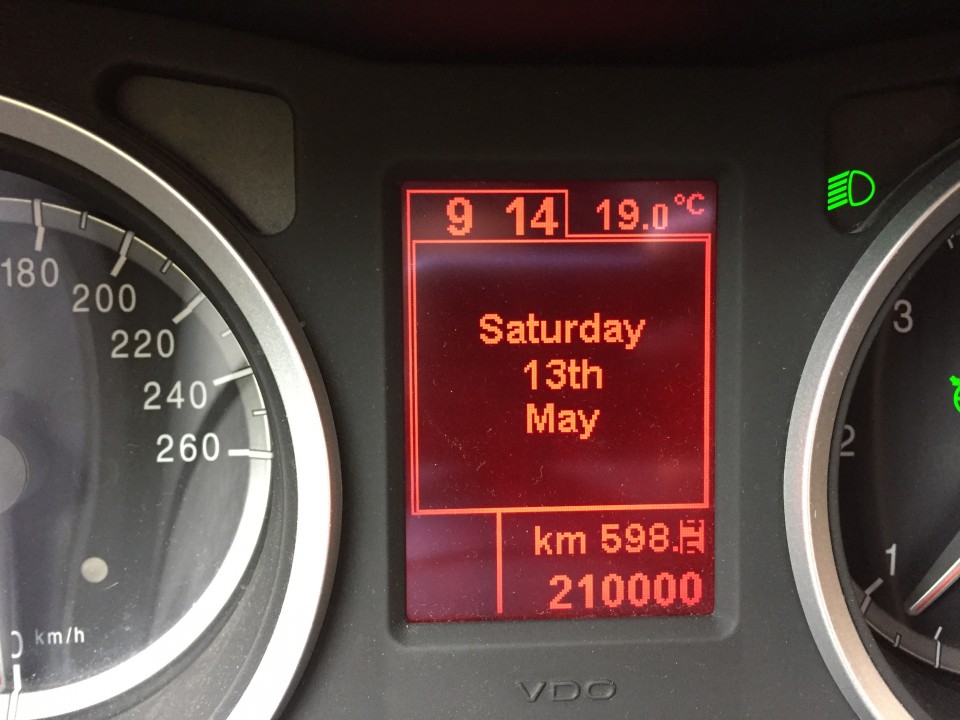 9 14 19.0 °C
Saturday
13th
May
km 598.
210000
180
200
220
240
260
0 km/h
3
2
1
VDO